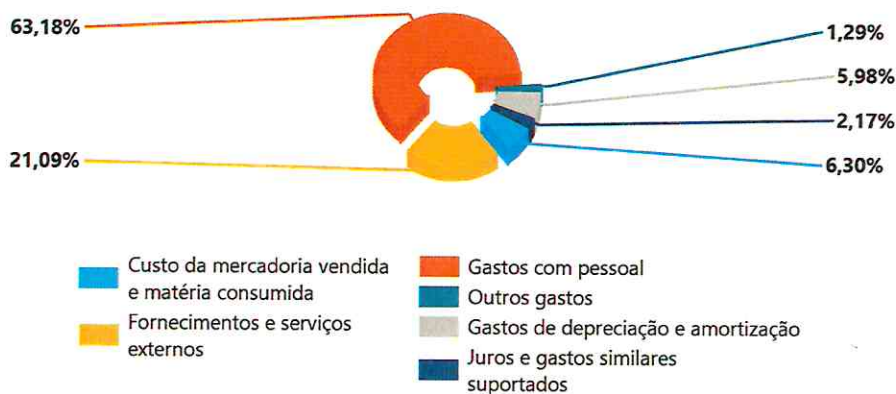 63,18%
1,29%
5,98%
2,17%
21,09%
6,30%
Custo da mercadoria vendida
e matéria consumida
Fornecimentos e serviços
externos
Gastos com pessoal
Outros gastos
Gastos de depreciação e amortização
Juros e gastos similares
suportados